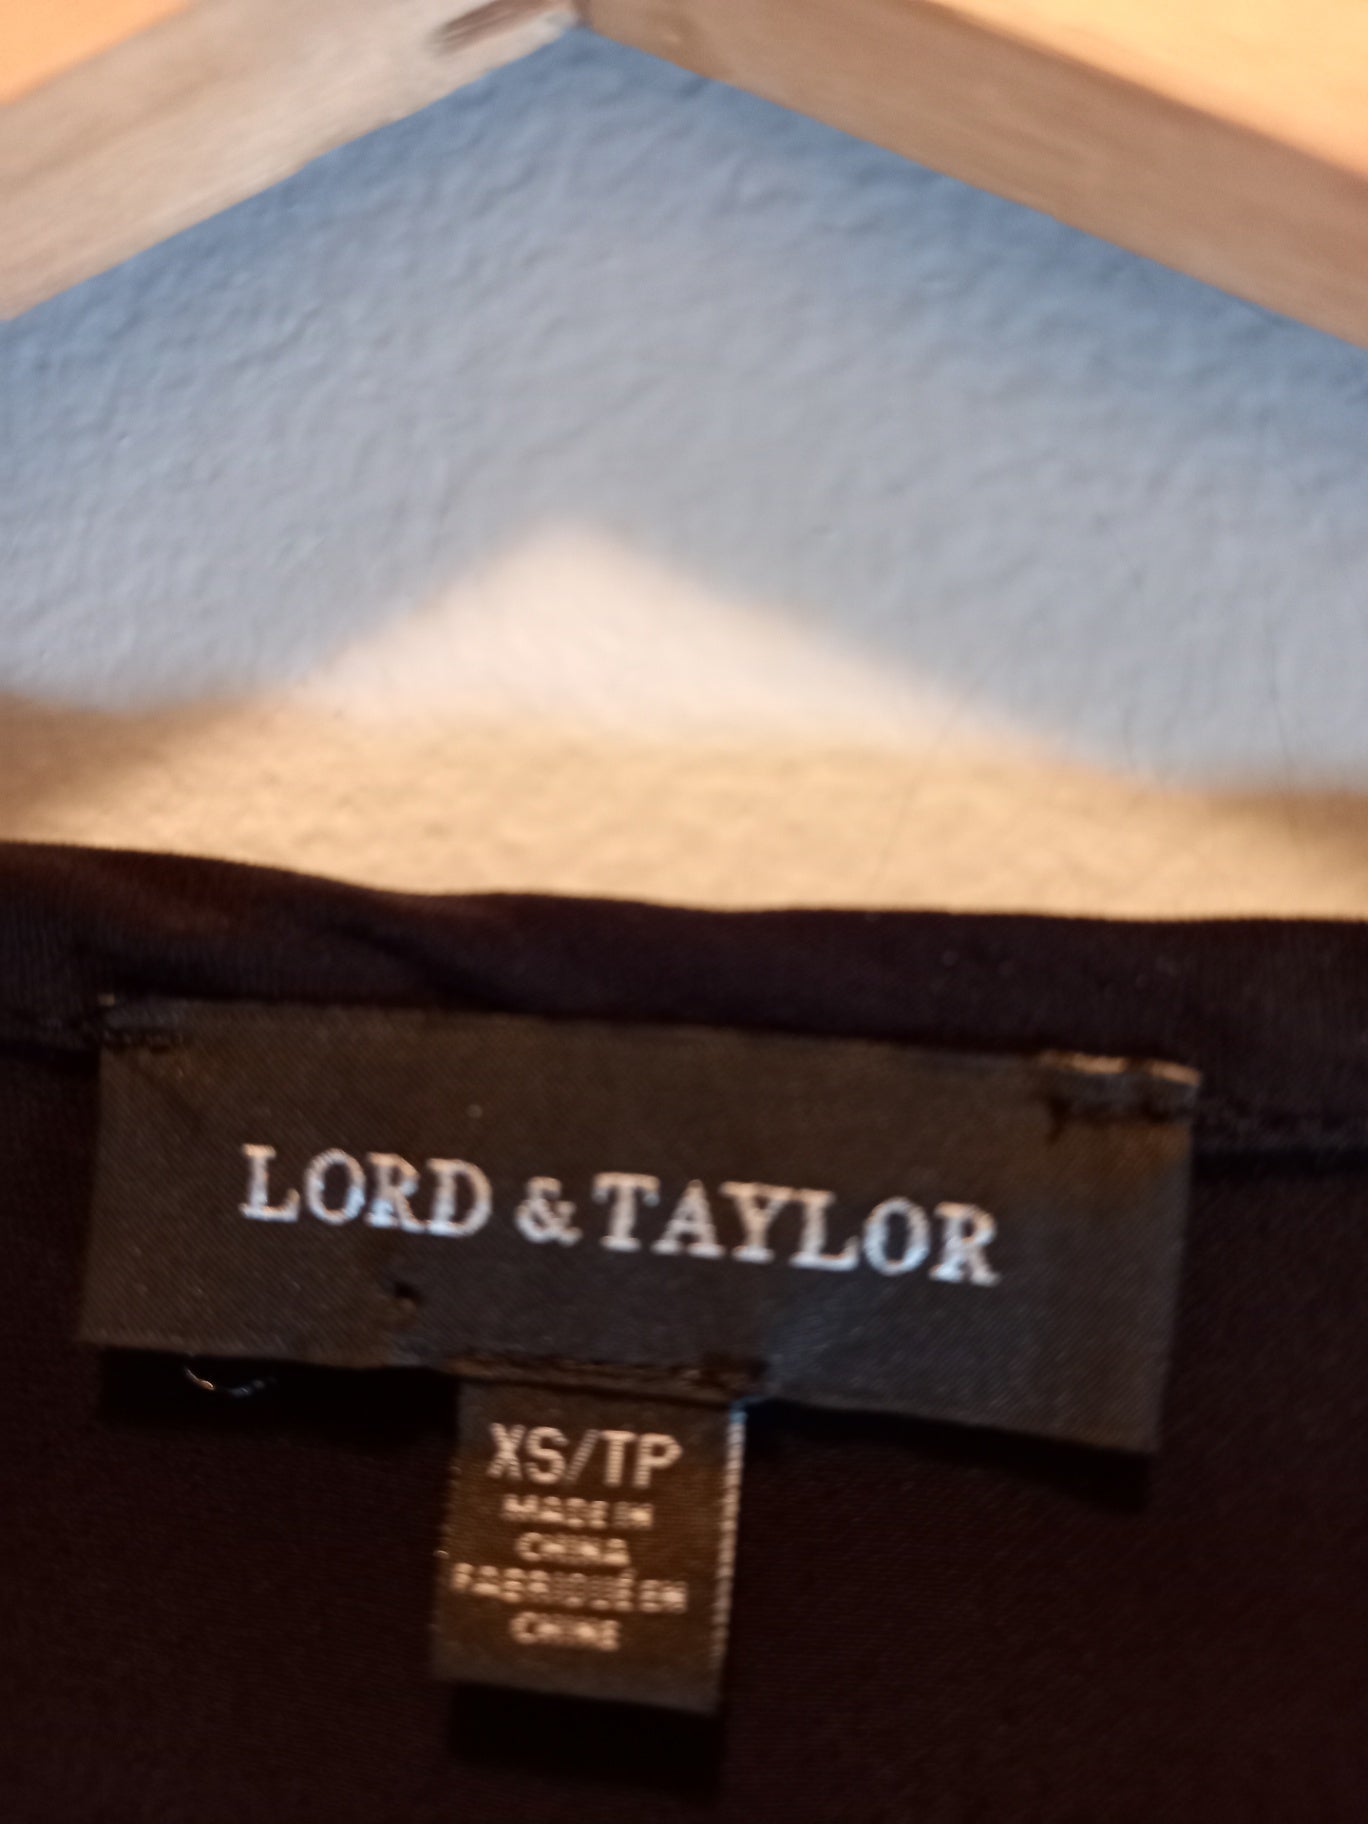 LORD & TAYLOR
XS/TP
MADE IN
CHINA
FABRIQUÉ EN
CHINE